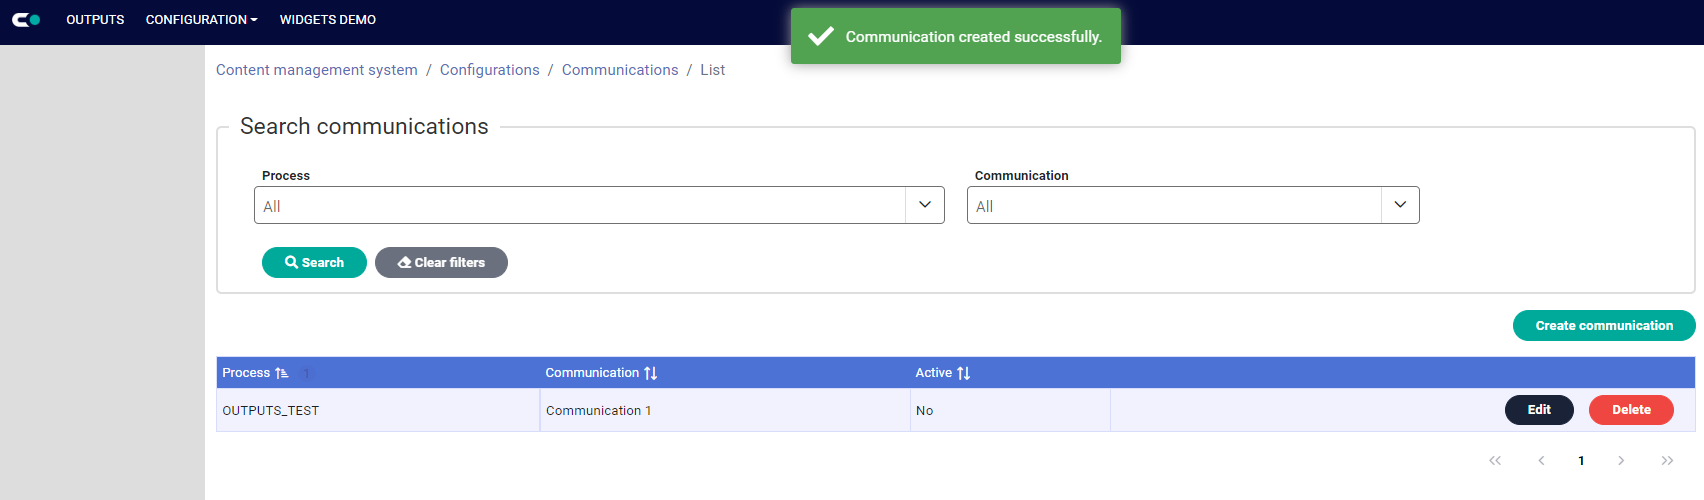 OUTPUTS CONFIGURATION WIDGETS DEMO
Communication created successfully.
Content management system / Configurations / Communications / List
Search communications
Process Communication
All All
Search Clear filters
Create communication
Process 1 Communication Active
OUTPUTS_TEST Communication 1 No Edit Delete
<< < 1 > >>